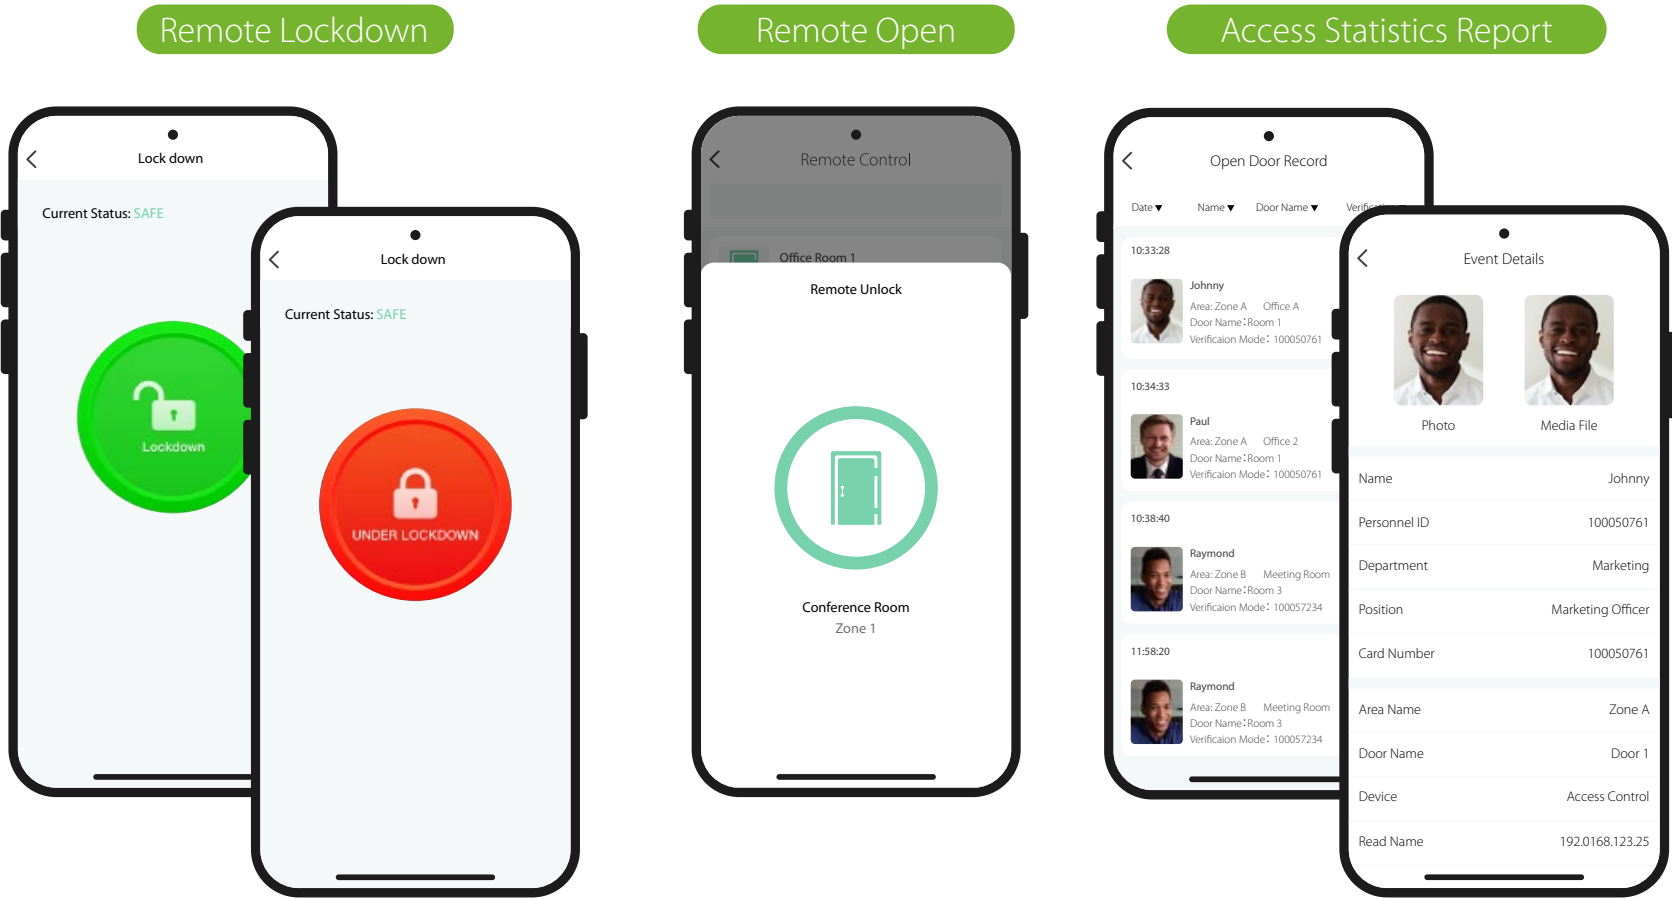 Remote Lockdown
Remote Open
Access Statistics Report
Lock down
Current Status: SAFE
Lockdown
Lock down
Current Status: SAFE
UNDER LOCKDOWN
Remote Control
Office Room 1
Remote Unlock
Conference Room
Zone 1
Open Door Record
Date ▼ Name ▼ Door Name ▼
10:33:28
Johnny
Area: Zone A Office A
Door Name:Room 1
Verificaion Mode: 100050761
10:34:33
Paul
Area: Zone A Office 2
Door Name:Room 1
Verificaion Mode: 100050761
10:38:40
Raymond
Area: Zone B Meeting Room
Door Name:Room 3
Verificaion Mode: 100057234
11:58:20
Raymond
Area: Zone B Meeting Room
Door Name:Room 3
Verificaion Mode: 100057234
Event Details
Photo Media File
Name Johnny
Personnel ID 100050761
Department Marketing
Position Marketing Officer
Card Number 100050761
Area Name Zone A
Door Name Door 1
Device Access Control
Read Name 192.0168.123.25